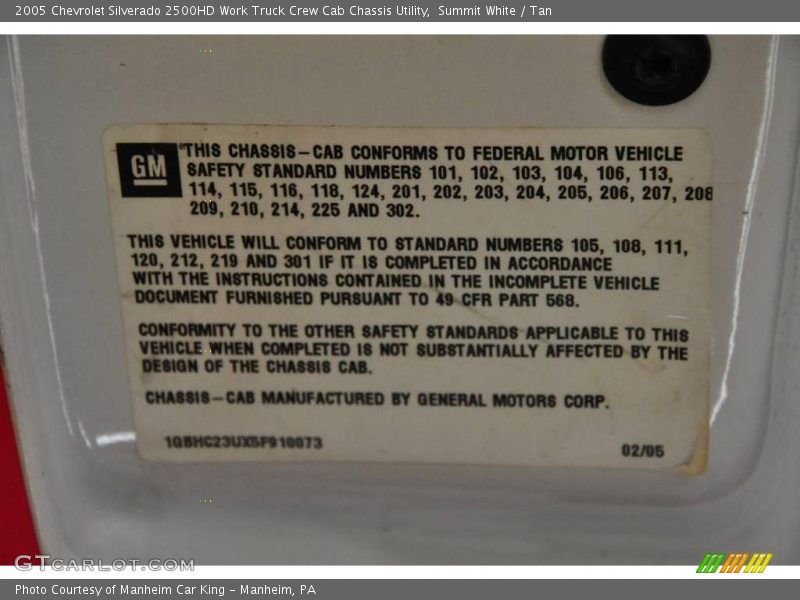 2005 Chevrolet Silverado 2500HD Work Truck Crew Cab Chassis Utility,  Summit White / Tan
GM
THIS CHASSIS-CAB CONFORMS TO FEDERAL MOTOR VEHICLE
SAFETY STANDARD NUMBERS 101, 102, 103, 104, 106, 113,
114, 115, 116, 118, 124, 201, 202, 203, 204, 205, 206, 207, 208
209, 210, 214, 225 AND 302.
THIS VEHICLE WILL CONFORM TO STANDARD NUMBERS 105, 108, 111,
120, 212, 219 AND 301 IF IT IS COMPLETED IN ACCORDANCE
WITH THE INSTRUCTIONS CONTAINED IN THE INCOMPLETE VEHICLE
DOCUMENT FURNISHED PURSUANT TO 49 CFR PART 568.
CONFORMITY TO THE OTHER SAFETY STANDARDS APPLICABLE TO THIS
VEHICLE WHEN COMPLETED IS NOT SUBSTANTIALLY AFFECTED BY THE
DESIGN OF THE CHASSIS CAB.
CHASSIS-CAB MANUFACTURED BY GENERAL MOTORS CORP.
1GBHC23UX5F910073
02/05
GTCARLOT.COM
Photo Courtesy of Manheim Car King - Manheim, PA